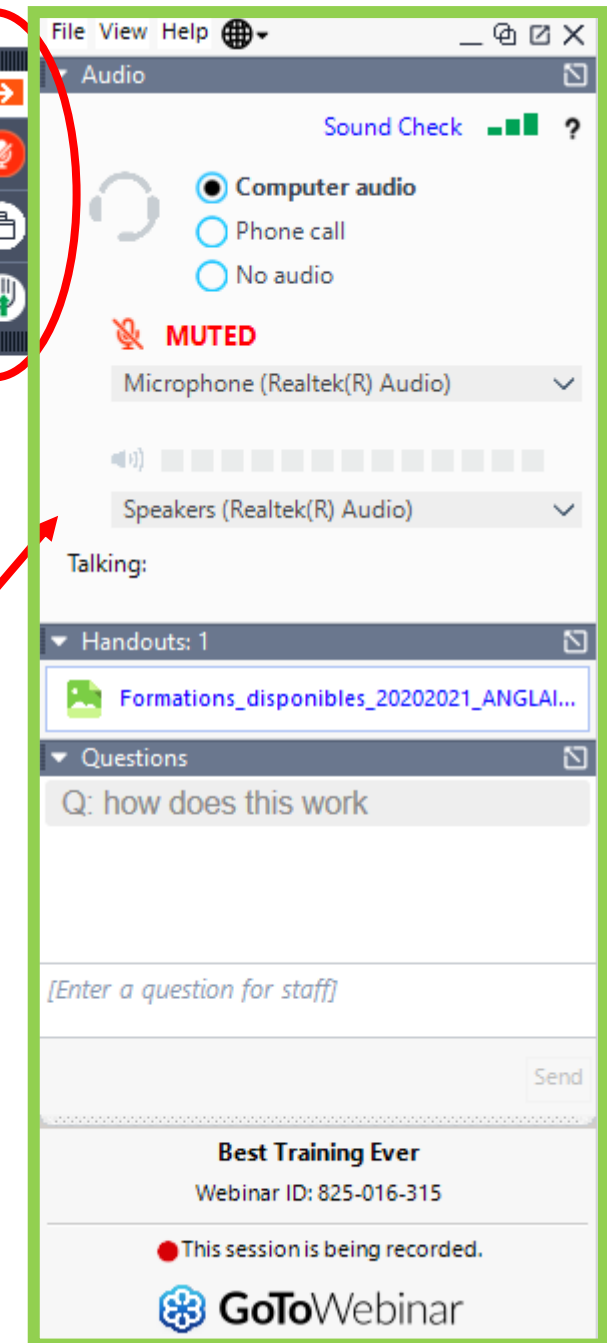 File View Help
Audio
Sound Check ?
Computer audio
Phone call
No audio
MUTED
Microphone (Realtek(R) Audio)
Speakers (Realtek(R) Audio)
Talking:
Handouts: 1
Formations_disponibles_20202021_ANGLAI...
Questions
Q: how does this work
[Enter a question for staff]
Send
Best Training Ever
Webinar ID: 825-016-315
This session is being recorded.
GoToWebinar